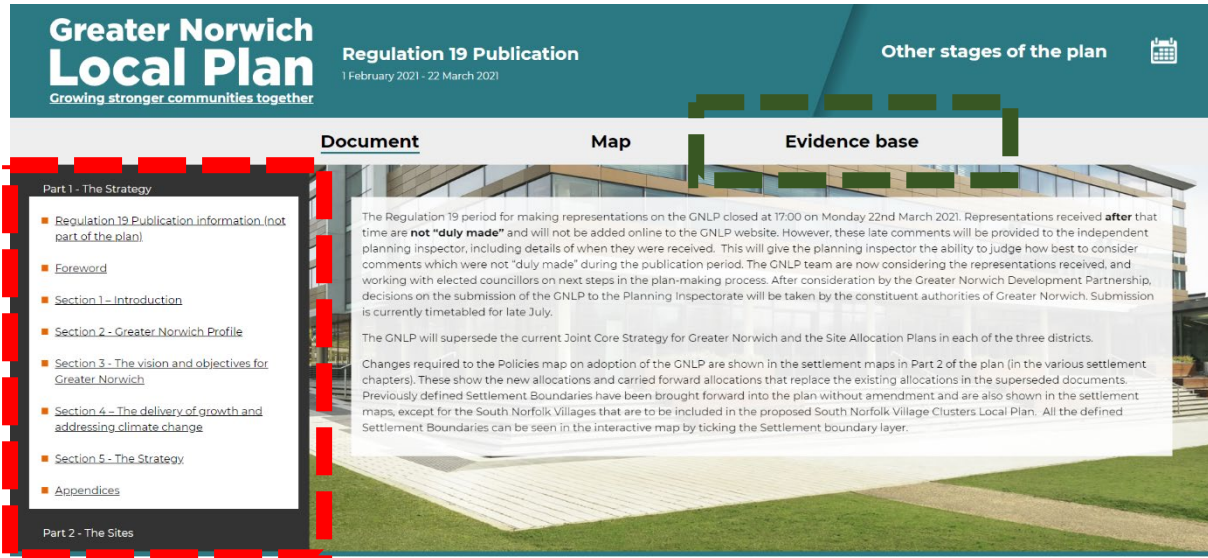 Greater Norwich
Local Plan
Growing stronger communities together
Regulation 19 Publication
1 February 2021 - 22 March 2021
Other stages of the plan
Document
Map
Evidence base
Part 1 - The Strategy
Regulation 19 Publication information (not
part of the plan)
Foreword
Section 1 – Introduction
Section 2 - Greater Norwich Profile
Section 3 - The vision and objectives for
Greater Norwich
Section 4 – The delivery of growth and
addressing climate change
Section 5 - The Strategy
Appendices
Part 2 - The Sites
The Regulation 19 period for making representations on the GNLP closed at 17:00 on Monday 22nd March 2021. Representations received after that
time are not "duly made" and will not be added online to the GNLP website. However, these late comments will be provided to the independent
planning inspector, including details of when they were received. This will give the planning inspector the ability to judge how best to consider
comments which were not "duly made" during the publication period. The GNLP team are now considering the representations received, and
working with elected councillors on next steps in the plan-making process. After consideration by the Greater Norwich Development Partnership,
decisions on the submission of the GNLP to the Planning Inspectorate will be taken by the constituent authorities of Greater Norwich. Submission
is currently timetabled for late July.
The GNLP will supersede the current Joint Core Strategy for Greater Norwich and the Site Allocation Plans in each of the three districts.
Changes required to the Policies map on adoption of the GNLP are shown in the settlement maps in Part 2 of the plan (in the various settlement
chapters). These show the new allocations and carried forward allocations that replace the existing allocations in the superseded documents.
Previously defined Settlement Boundaries have been brought forward into the plan without amendment and are also shown in the settlement
maps, except for the South Norfolk Villages that are to be included in the proposed South Norfolk Village Clusters Local Plan. All the defined
Settlement Boundaries can be seen in the interactive map by ticking the Settlement boundary layer.